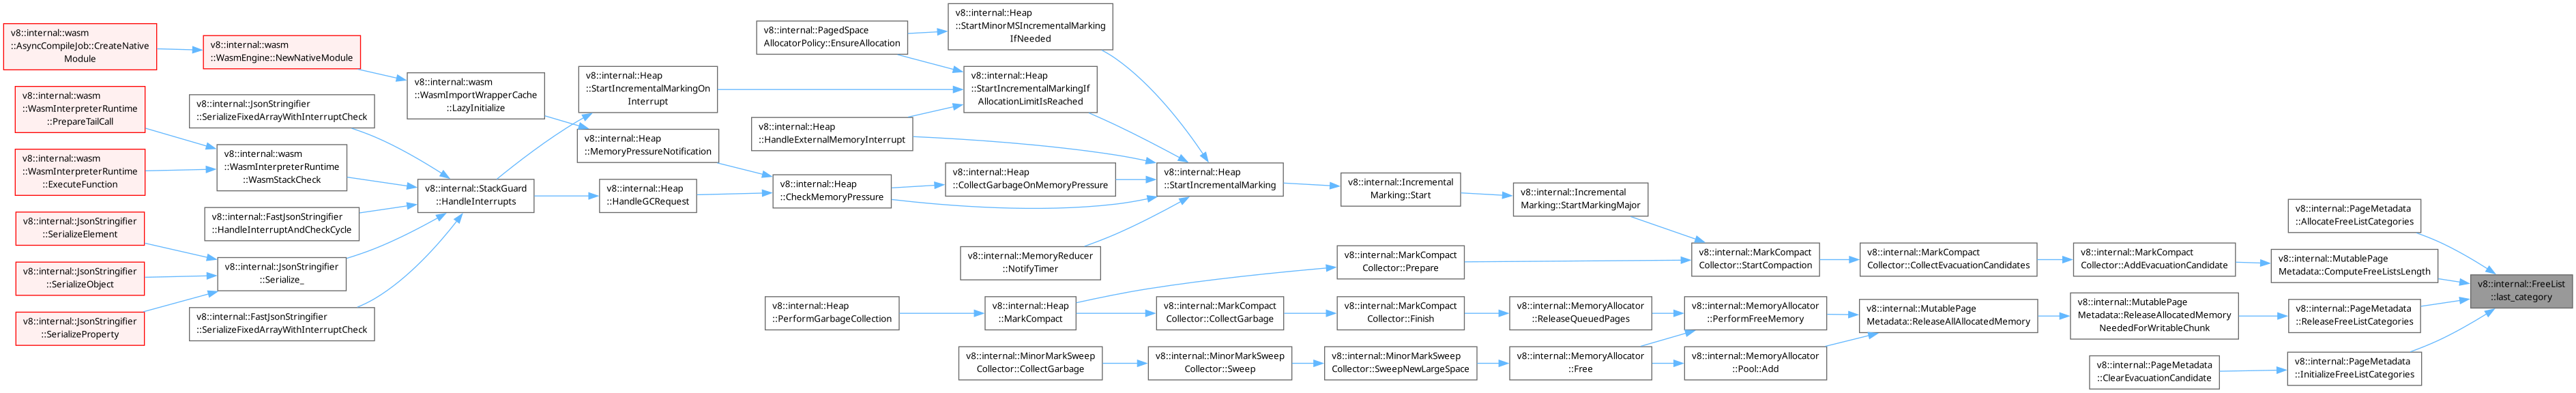 v8::internal::wasm
::AsyncCompileJob::CreateNative
Module
v8::internal::wasm
::WasmInterpreterRuntime
::PrepareTailCall
v8::internal::wasm
::WasmInterpreterRuntime
::ExecuteFunction
v8::internal::JsonStringifier
::SerializeElement
v8::internal::JsonStringifier
::SerializeObject
v8::internal::JsonStringifier
::SerializeProperty
v8::internal::wasm
::WasmEngine::NewNativeModule
v8::internal::JsonStringifier
::SerializeFixedArrayWithInterruptCheck
v8::internal::wasm
::WasmInterpreterRuntime
::WasmStackCheck
v8::internal::FastJsonStringifier
::HandleInterruptAndCheckCycle
v8::internal::JsonStringifier
::Serialize_
v8::internal::FastJsonStringifier
::SerializeFixedArrayWithInterruptCheck
v8::internal::wasm
::WasmImportWrapperCache
::LazyInitialize
v8::internal::StackGuard
::HandleInterrupts
v8::internal::Heap
::StartIncrementalMarkingOn
Interrupt
v8::internal::Heap
::MemoryPressureNotification
v8::internal::Heap
::HandleGCRequest
v8::internal::PagedSpace
AllocatorPolicy::EnsureAllocation
v8::internal::Heap
::HandleExternalMemoryInterrupt
v8::internal::Heap
::CheckMemoryPressure
v8::internal::Heap
::PerformGarbageCollection
v8::internal::Heap
::StartMinorMSIncrementalMarking
IfNeeded
v8::internal::Heap
::StartIncrementalMarkingIf
AllocationLimitIsReached
v8::internal::Heap
::CollectGarbageOnMemoryPressure
v8::internal::MemoryReducer
::NotifyTimer
v8::internal::Heap
::MarkCompact
v8::internal::MinorMarkSweep
Collector::CollectGarbage
v8::internal::Heap
::StartIncrementalMarking
v8::internal::MarkCompact
Collector::CollectGarbage
v8::internal::MinorMarkSweep
Collector::Sweep
v8::internal::Incremental
Marking::Start
v8::internal::MarkCompact
Collector::Prepare
v8::internal::MarkCompact
Collector::Finish
v8::internal::MinorMarkSweep
Collector::SweepNewLargeSpace
v8::internal::Incremental
Marking::StartMarkingMajor
v8::internal::MemoryAllocator
::ReleaseQueuedPages
v8::internal::MemoryAllocator
::Free
v8::internal::MarkCompact
Collector::StartCompaction
v8::internal::MemoryAllocator
::PerformFreeMemory
v8::internal::MemoryAllocator
::Pool::Add
v8::internal::MarkCompact
Collector::CollectEvacuationCandidates
v8::internal::MutablePage
Metadata::ReleaseAllAllocatedMemory
v8::internal::MarkCompact
Collector::AddEvacuationCandidate
v8::internal::MutablePage
Metadata::ReleaseAllocatedMemory
NeededForWritableChunk
v8::internal::PageMetadata
::ClearEvacuationCandidate
v8::internal::PageMetadata
::AllocateFreeListCategories
v8::internal::MutablePage
Metadata::ComputeFreeListsLength
v8::internal::PageMetadata
::ReleaseFreeListCategories
v8::internal::PageMetadata
::InitializeFreeListCategories
v8::internal::FreeList
::last_category